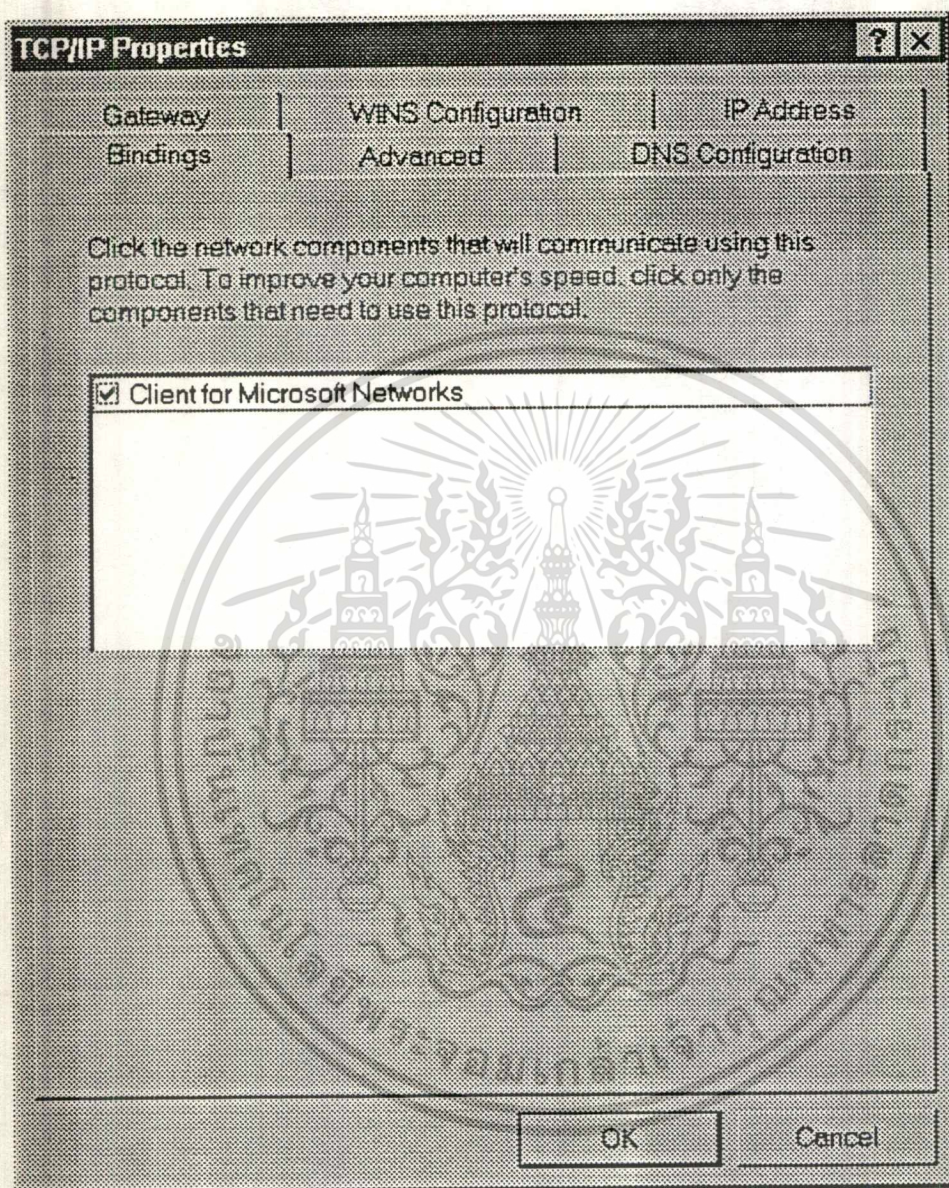 TCP/IP Properties
Gateway
WINS Configuration
IP Address
Bindings
Advanced
DNS Configuration
Click the network components that will communicate using this
protocol. To improve your computer's speed, click only the
components that need to use this protocol.
Client for Microsoft Networks
OK
Cancel